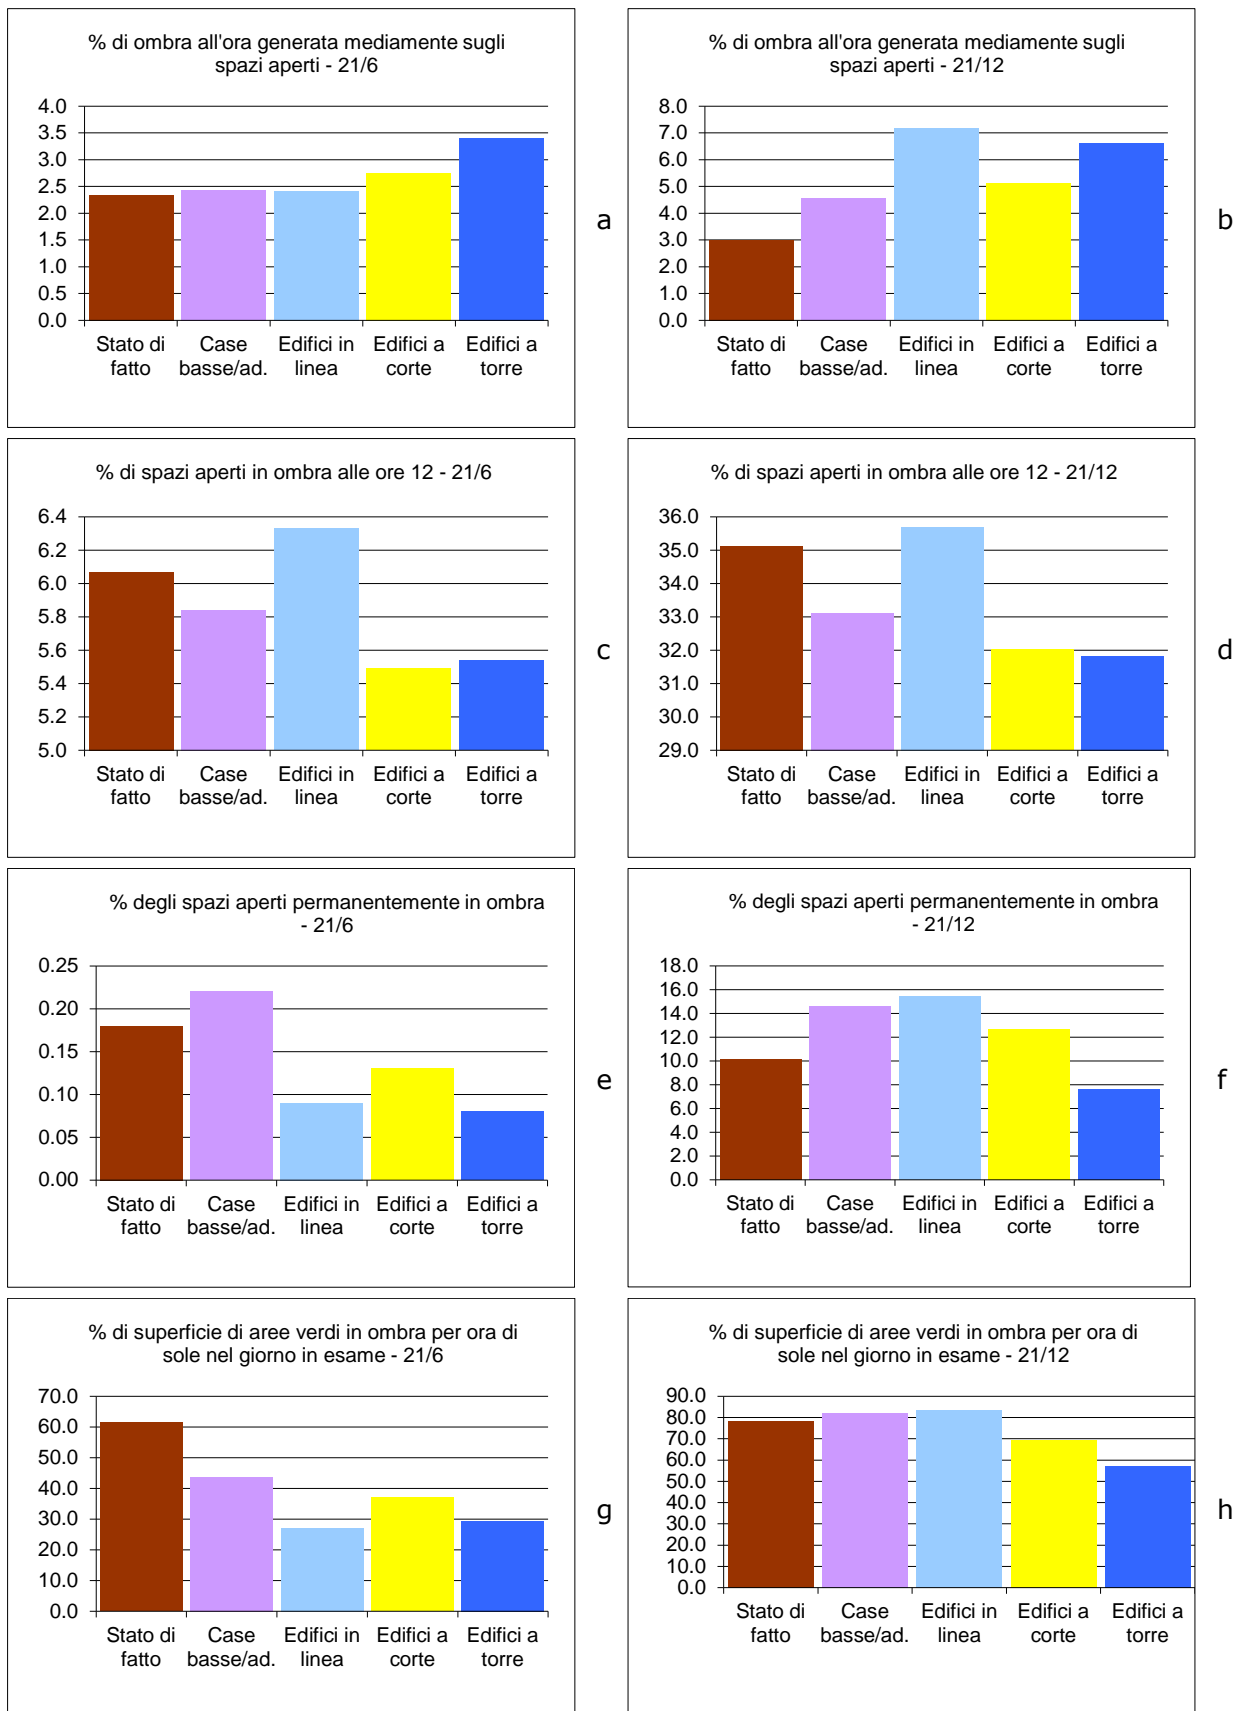 % di ombra all'ora generata mediamente sugli
spazi aperti - 21/6
4.0
3.5
3.0
2.5
2.0
1.5
1.0
0.5
0.0
Stato di
fatto
Case
basse/ad.
Edifici in
linea
Edifici a
corte
Edifici a
torre
a
% di ombra all'ora generata mediamente sugli
spazi aperti - 21/12
8.0
7.0
6.0
5.0
4.0
3.0
2.0
1.0
0.0
Stato di
fatto
Case
basse/ad.
Edifici in
linea
Edifici a
corte
Edifici a
torre
b
% di spazi aperti in ombra alle ore 12 - 21/6
6.4
6.2
6.0
5.8
5.6
5.4
5.2
5.0
Stato di
fatto
Case
basse/ad.
Edifici in
linea
Edifici a
corte
Edifici a
torre
c
% di spazi aperti in ombra alle ore 12 - 21/12
36.0
35.0
34.0
33.0
32.0
31.0
30.0
29.0
Stato di
fatto
Case
basse/ad.
Edifici in
linea
Edifici a
corte
Edifici a
torre
d
% degli spazi aperti permanentemente in ombra
- 21/6
0.25
0.20
0.15
0.10
0.05
0.00
Stato di
fatto
Case
basse/ad.
Edifici in
linea
Edifici a
corte
Edifici a
torre
e
% degli spazi aperti permanentemente in ombra
- 21/12
18.0
16.0
14.0
12.0
10.0
8.0
6.0
4.0
2.0
0.0
Stato di
fatto
Case
basse/ad.
Edifici in
linea
Edifici a
corte
Edifici a
torre
f
% di superficie di aree verdi in ombra per ora di
sole nel giorno in esame - 21/6
70.0
60.0
50.0
40.0
30.0
20.0
10.0
0.0
Stato di
fatto
Case
basse/ad.
Edifici in
linea
Edifici a
corte
Edifici a
torre
g
% di superficie di aree verdi in ombra per ora di
sole nel giorno in esame - 21/12
90.0
80.0
70.0
60.0
50.0
40.0
30.0
20.0
10.0
0.0
Stato di
fatto
Case
basse/ad.
Edifici in
linea
Edifici a
corte
Edifici a
torre
h